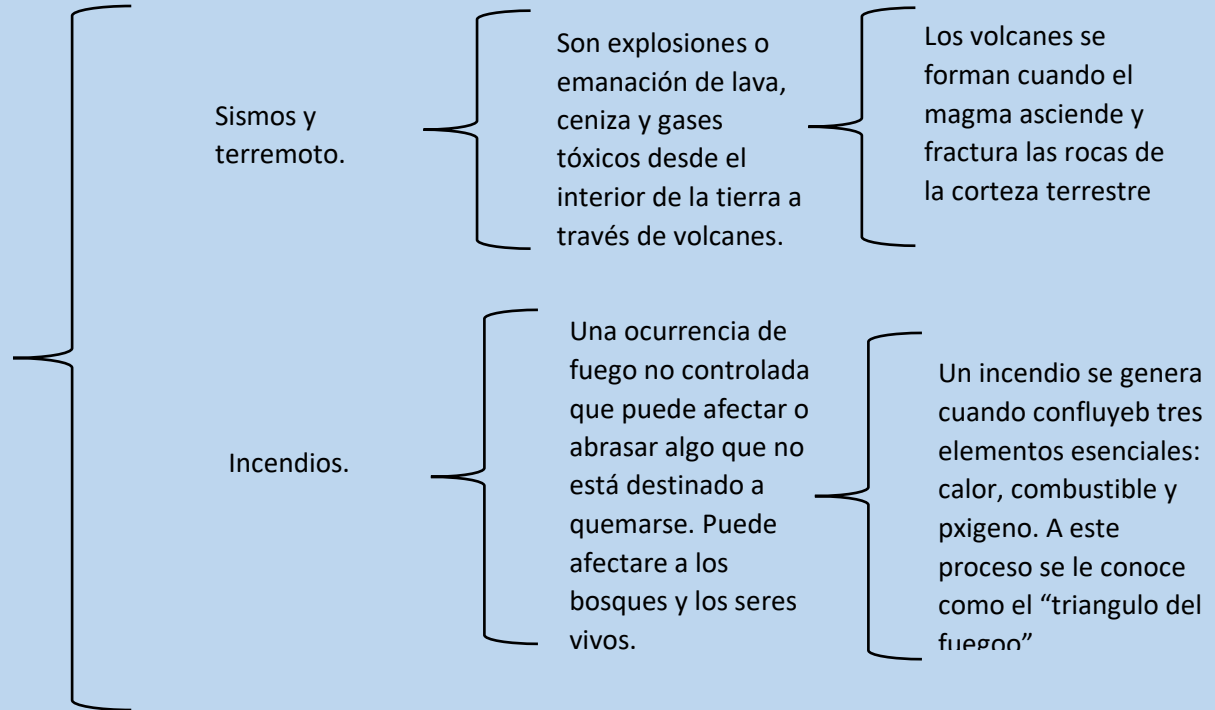 Sismos y
terremoto.
Son explosiones o
emanación de lava,
ceniza y gases
tóxicos desde el
interior de la tierra a
través de volcanes.
Los volcanes se
forman cuando el
magma asciende y
fractura las rocas de
la corteza terrestre
Incendios.
Una ocurrencia de
fuego no controlada
que puede afectar o
abrasar algo que no
está destinado a
quemarse. Puede
afectare a los
bosques y los seres
vivos.
Un incendio se genera
cuando confluyeb tres
elementos esenciales:
calor, combustible y
pxigeno. A este
proceso se le conoce
como el “triangulo del
fuegoo”